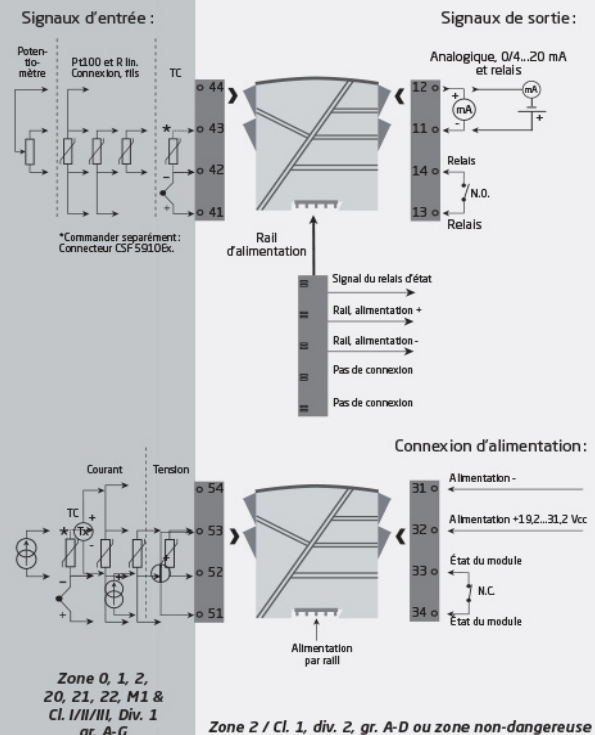 Signaux d'entrée :
Signaux de sortie :
Poten-
tio-
mètre
Pt100 et R lin.
Connexion, fils
TC
44
43
42
41
*
−
+
*Commander separément:
Connecteur CSF5910Ex.
Analogique, 0/4...20 mA
et relais
12
11
14
13
+
mA
-
mA
+
Relais
N.O.
Relais
Rail
d'alimentation
Signal du relais d'état
Rail, alimentation +
Rail, alimentation -
Pas de connexion
Pas de connexion
Connexion d'alimentation:
Courant
Tension
TC
*
Tx
+
-
−
+
54
53
52
51
31
32
33
34
Alimentation -
Alimentation +19,2...31,2 Vcc
État du module
N.C.
État du module
Alimentation
par raill
Zone 0, 1, 2,
20, 21, 22, M1 &
Cl. I/II/III, Div. 1
gr. A-G
Zone 2 / Cl. 1, div. 2, gr. A-D ou zone non-dangereuse